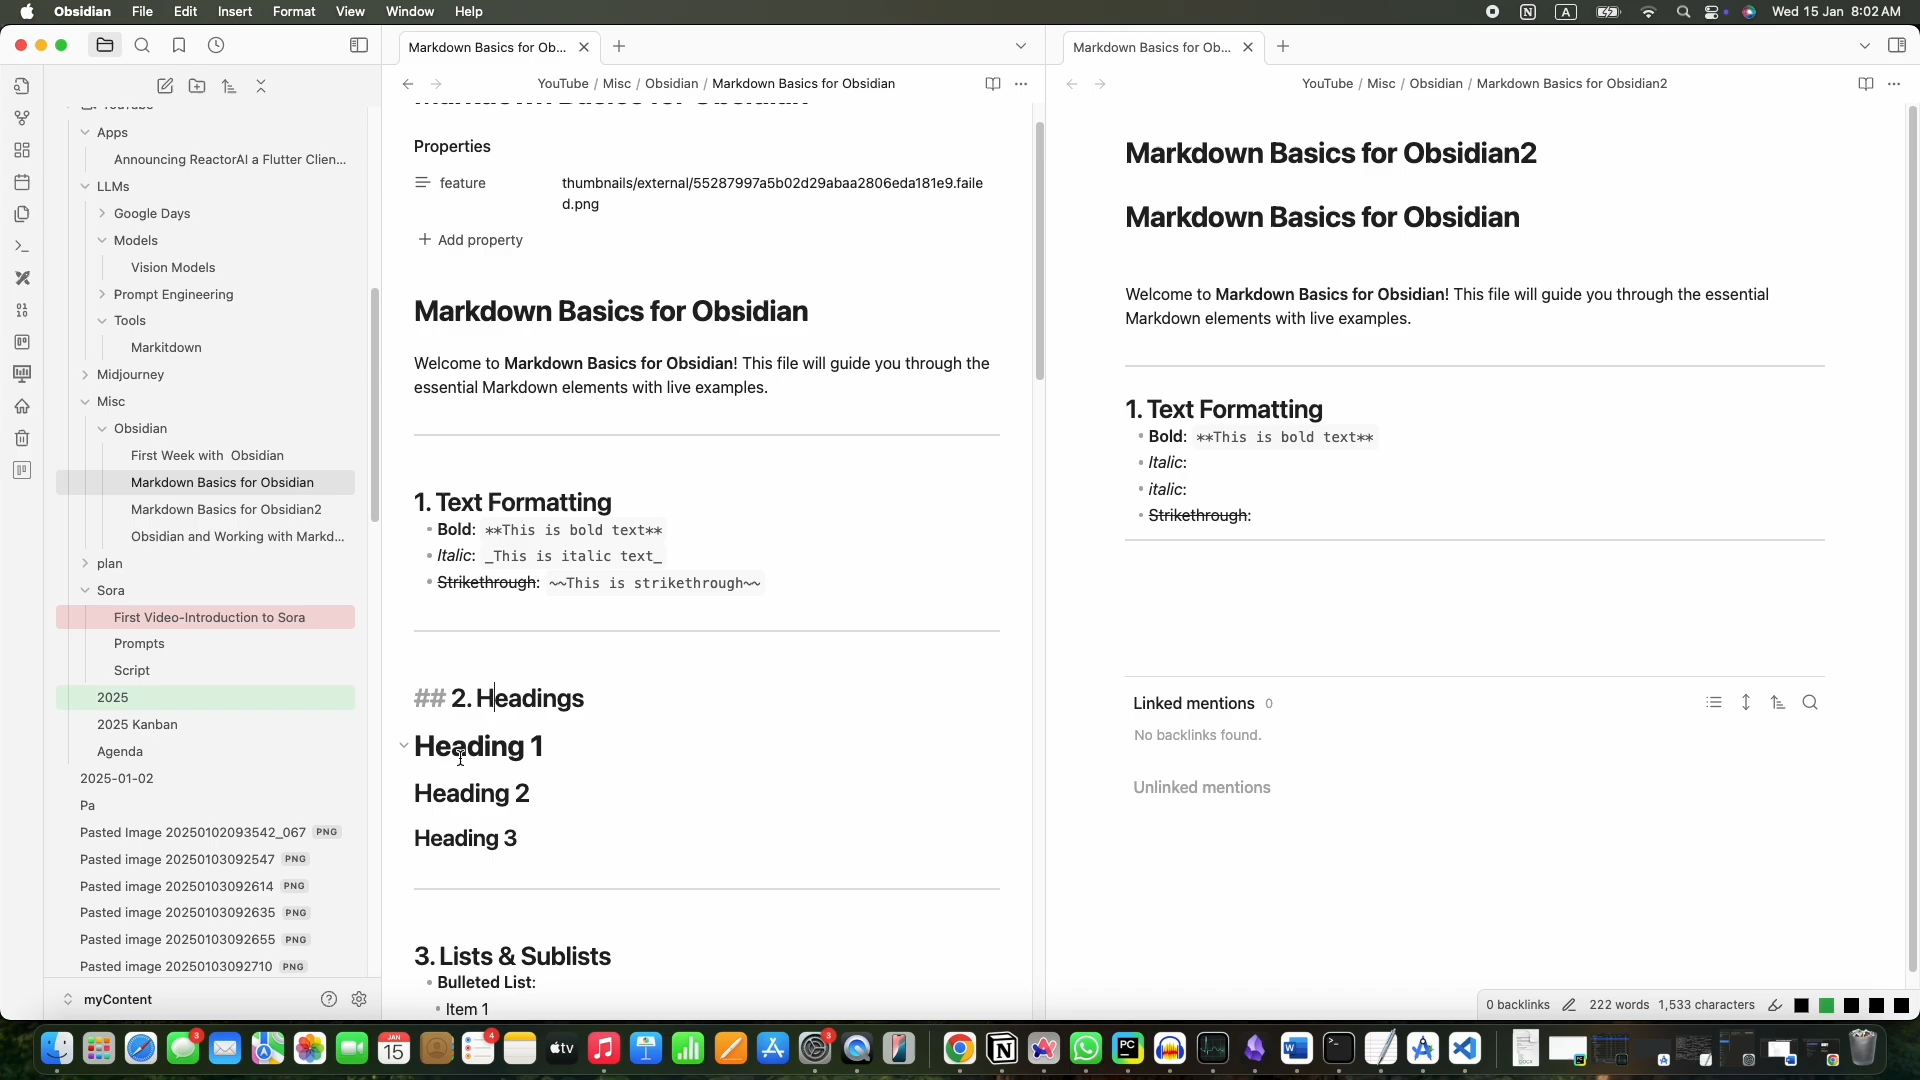 Obsidian File Edit Insert Format View Window Help
A Wed 15 Jan 8:02 AM
Markdown Basics for Ob...
Markdown Basics for Ob...
YouTube / Misc / Obsidian / Markdown Basics for Obsidian
YouTube / Misc / Obsidian / Markdown Basics for Obsidian2
YouTube
Apps
Announcing ReactorAI a Flutter Clien...
LLMs
Google Days
Models
Vision Models
Prompt Engineering
Tools
Markitdown
Midjourney
Misc
Obsidian
First Week with Obsidian
Markdown Basics for Obsidian
Markdown Basics for Obsidian2
Obsidian and Working with Markd...
plan
Sora
First Video-Introduction to Sora
Prompts
Script
2025
2025 Kanban
Agenda
2025-01-02
Pa
Pasted Image 20250102093542_067 PNG
Pasted image 20250103092547 PNG
Pasted image 20250103092614 PNG
Pasted image 20250103092635 PNG
Pasted image 20250103092655 PNG
Pasted image 20250103092710 PNG
myContent
Markdown Basics for Obsidian
Properties
feature
thumbnails/external/55287997a5b02d29abaa2806eda181e9.faile
d.png
+ Add property
Markdown Basics for Obsidian
Welcome to Markdown Basics for Obsidian! This file will guide you through the
essential Markdown elements with live examples.
1. Text Formatting
• Bold: **This is bold text**
• Italic: _This is italic text_
• Strikethrough: ~~This is strikethrough~~
## 2. Headings
Heading 1
Heading 2
Heading 3
3. Lists & Sublists
• Bulleted List:
• Item 1
Markdown Basics for Obsidian2
Markdown Basics for Obsidian
Welcome to Markdown Basics for Obsidian! This file will guide you through the essential
Markdown elements with live examples.
1. Text Formatting
• Bold: **This is bold text**
• Italic:
• italic:
• Strikethrough:
Linked mentions 0
No backlinks found.
Unlinked mentions
0 backlinks 222 words 1,533 characters
3
JAN
15
4
tv
3
PC